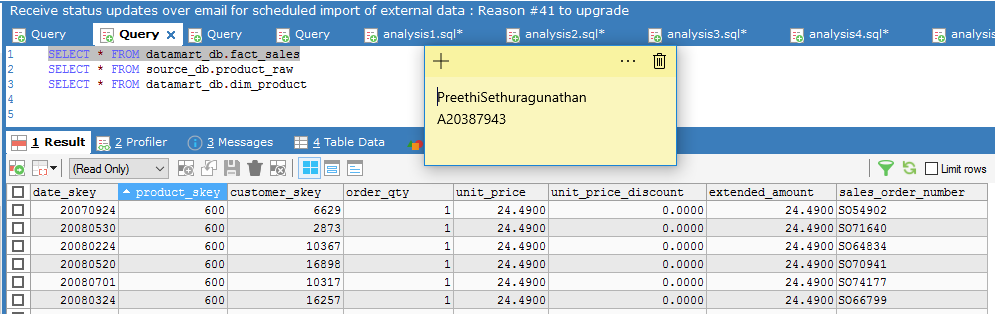 Receive status updates over email for scheduled import of external data : Reason #41 to upgrade
Query Query Query Query analysis1.sql* analysis2.sql* analysis3.sql* analysis4.sql* analysis
1 SELECT * FROM datamart_db.fact_sales
2 SELECT * FROM source_db.product_raw
3 SELECT * FROM datamart_db.dim_product
4
5
PreethiSethuragunathan
A20387943
1 Result 2 Profiler 3 Messages 4 Table Data
(Read Only) Limit rows
date_skey product_skey customer_skey order_qty unit_price unit_price_discount extended_amount sales_order_number
20070924 600 6629 1 24.4900 0.0000 24.4900 SO54902
20080530 600 2873 1 24.4900 0.0000 24.4900 SO71640
20080224 600 10367 1 24.4900 0.0000 24.4900 SO64834
20080520 600 16898 1 24.4900 0.0000 24.4900 SO70941
20080701 600 10317 1 24.4900 0.0000 24.4900 SO74177
20080324 600 16257 1 24.4900 0.0000 24.4900 SO66799